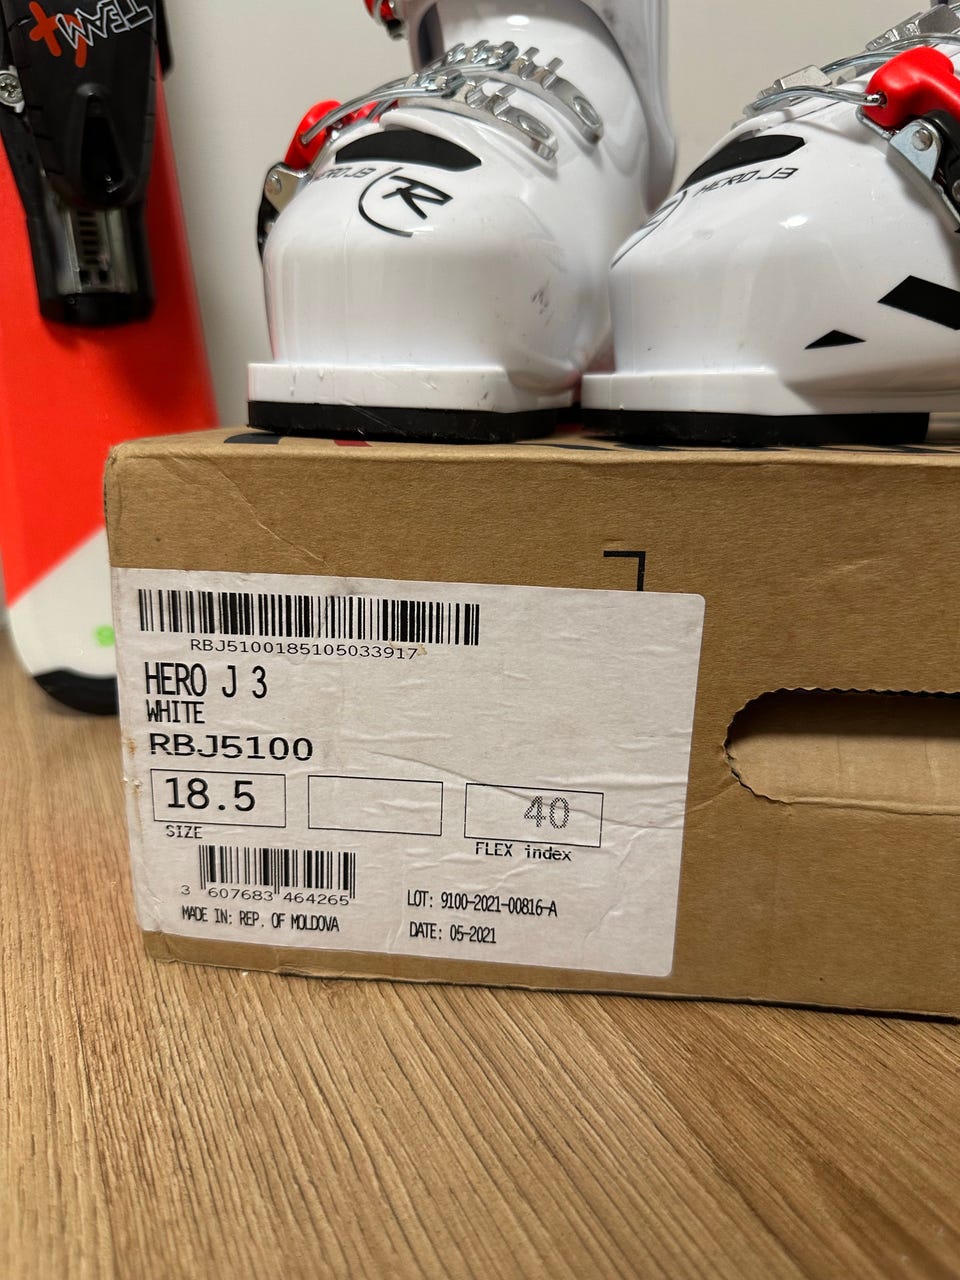 TEAM
HERO J3
R
HERO J3
RBJ5100185105033917
HERO J 3
WHITE
RBJ5100
18.5
40
SIZE
FLEX index
3 607683 464265
MADE IN: REP. OF MOLDOVA
LOT: 9100-2021-00816-A
DATE: 05-2021